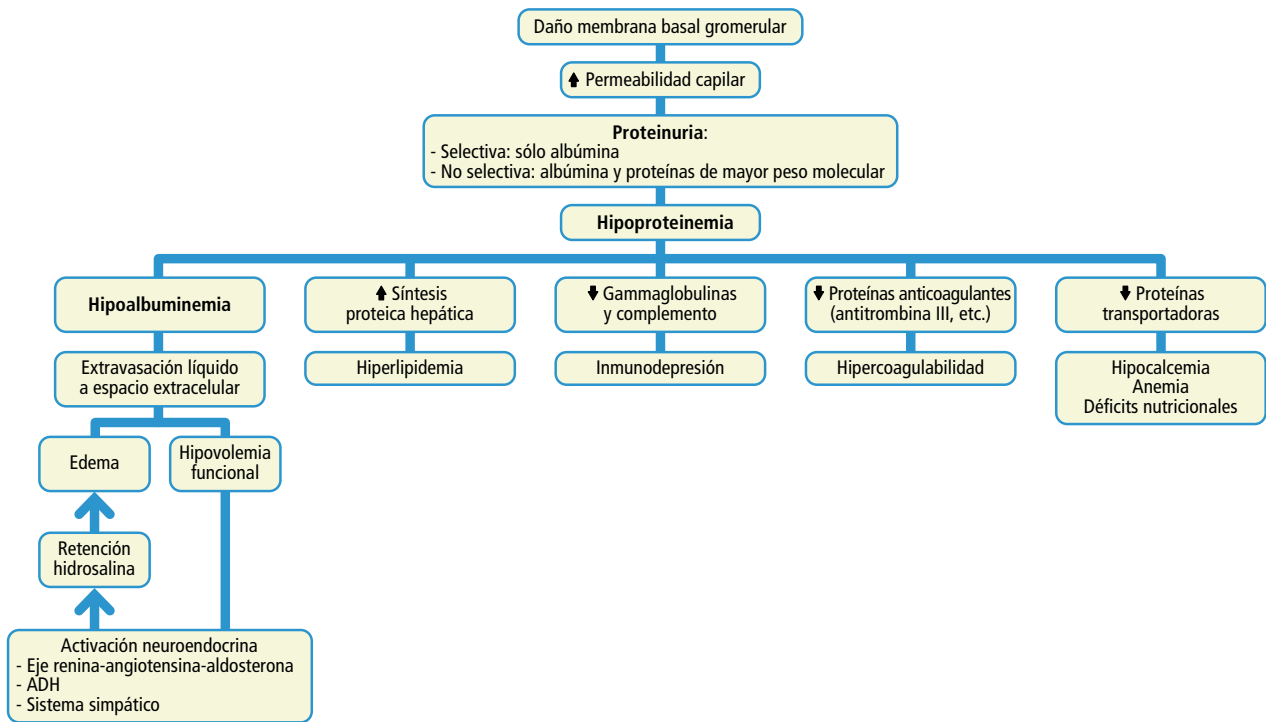 Daño membrana basal gromerular
⬆ Permeabilidad capilar
Proteinuria:
- Selectiva: sólo albúmina
- No selectiva: albúmina y proteínas de mayor peso molecular
Hipoproteinemia
Hipoalbuminemia
⬆ Síntesis
proteica hepática
⬇ Gammaglobulinas
y complemento
⬇ Proteínas anticoagulantes
(antitrombina III, etc.)
⬇ Proteínas
transportadoras
Extravasación líquido
a espacio extracelular
Hiperlipidemia
Inmunodepresión
Hipercoagulabilidad
Hipocalcemia
Anemia
Déficits nutricionales
Edema
Hipovolemia
funcional
Retención
hidrosalina
Activación neuroendocrina
- Eje renina-angiotensina-aldosterona
- ADH
- Sistema simpático